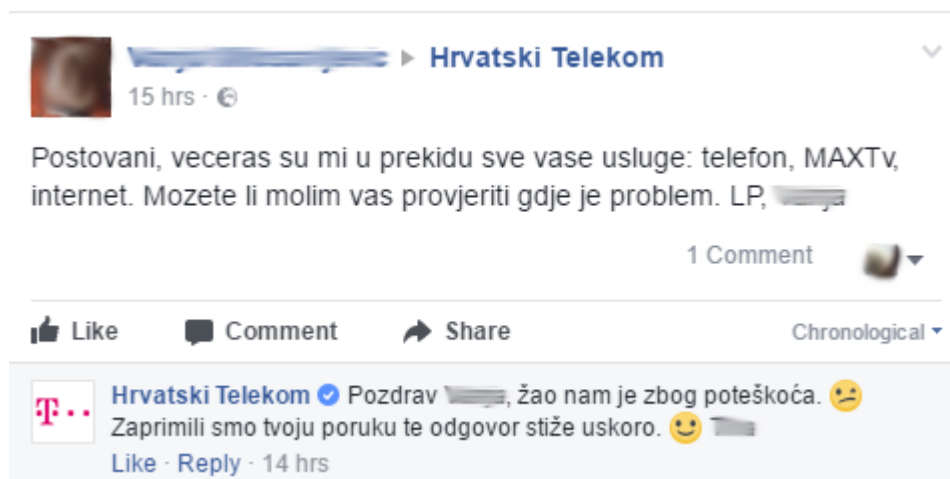 Hrvatski Telekom
15 hrs
Postovani, veceras su mi u prekidu sve vase usluge: telefon, MAXTv,
internet. Mozete li molim vas provjeriti gdje je problem. LP,
1 Comment
Like Comment Share Chronological
T
Hrvatski Telekom Pozdrav , žao nam je zbog poteškoća.
Zaprimili smo tvoju poruku te odgovor stiže uskoro.
Like · Reply · 14 hrs